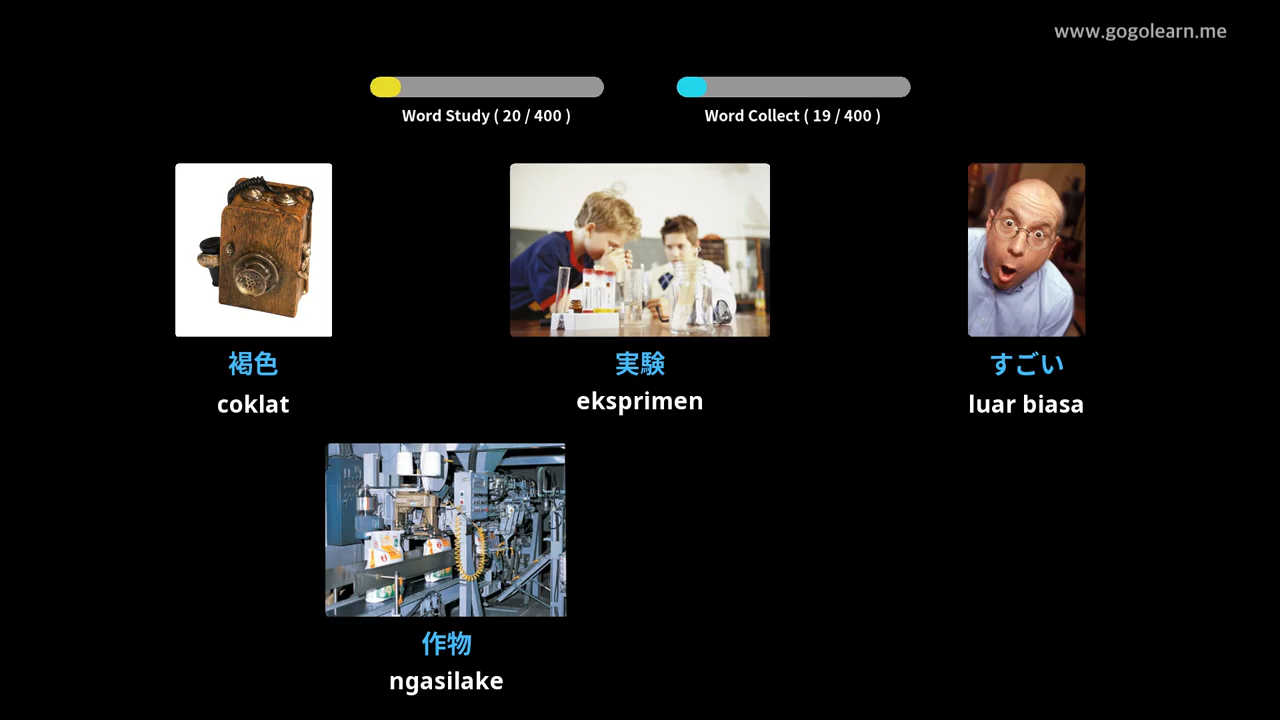 www.gogolearn.me
Word Study ( 20 / 400 )
Word Collect ( 19 / 400 )
褐色
coklat
実験
eksprimen
すごい
luar biasa
作物
ngasilake